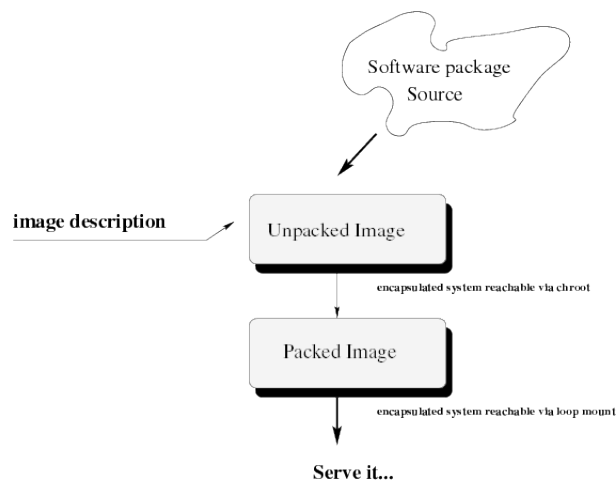 Software package
Source
image description
Unpacked Image
encapsulated system reachable via chroot
Packed Image
encapsulated system reachable via loop mount
Serve it...